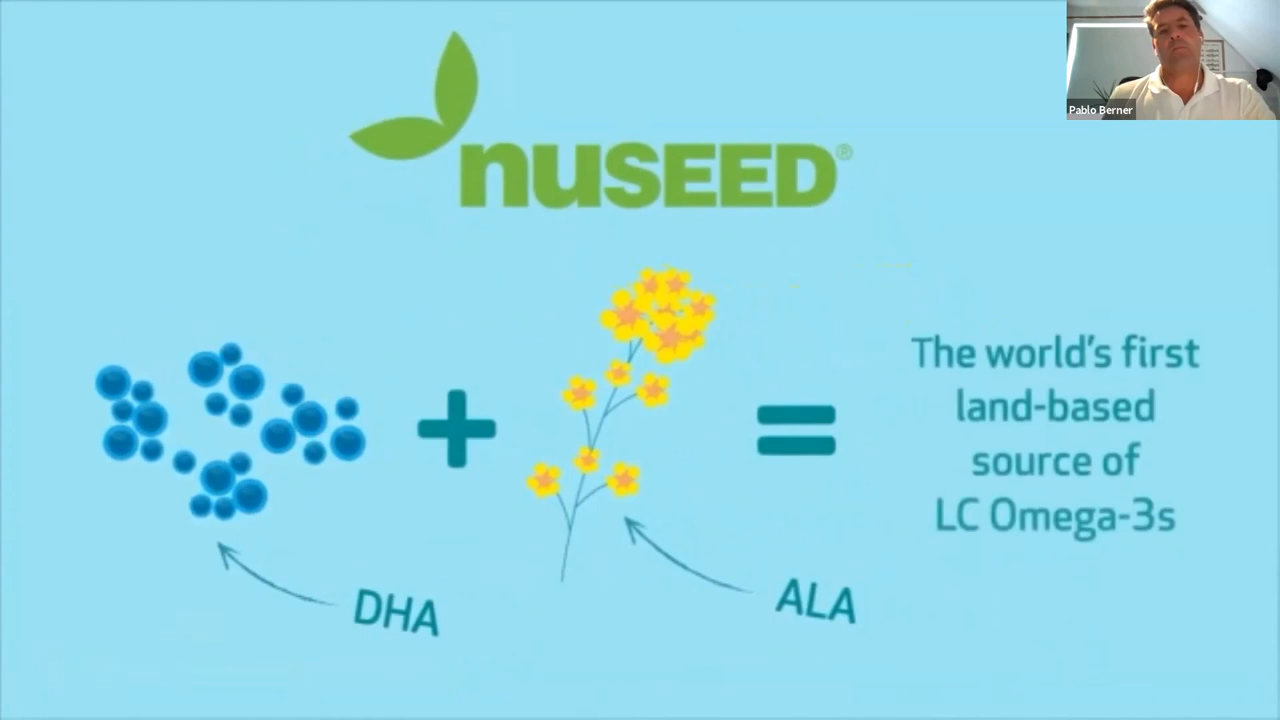 Pablo Berner
nuseed®
The world's first
land-based
source of
LC Omega-3s
DHA
ALA